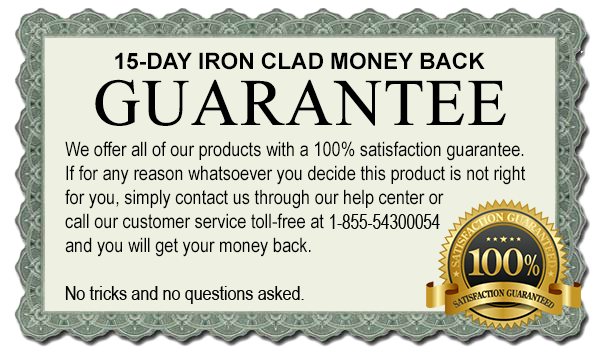 15-DAY IRON CLAD MONEY BACK
GUARANTEE
We offer all of our products with a 100% satisfaction guarantee.
If for any reason whatsoever you decide this product is not right
for you, simply contact us through our help center or
call our customer service toll-free at 1-855-54300054
and you will get your money back.
No tricks and no questions asked.
SATISFACTION GUARANTEED
100%
SATISFACTION GUARANTEED